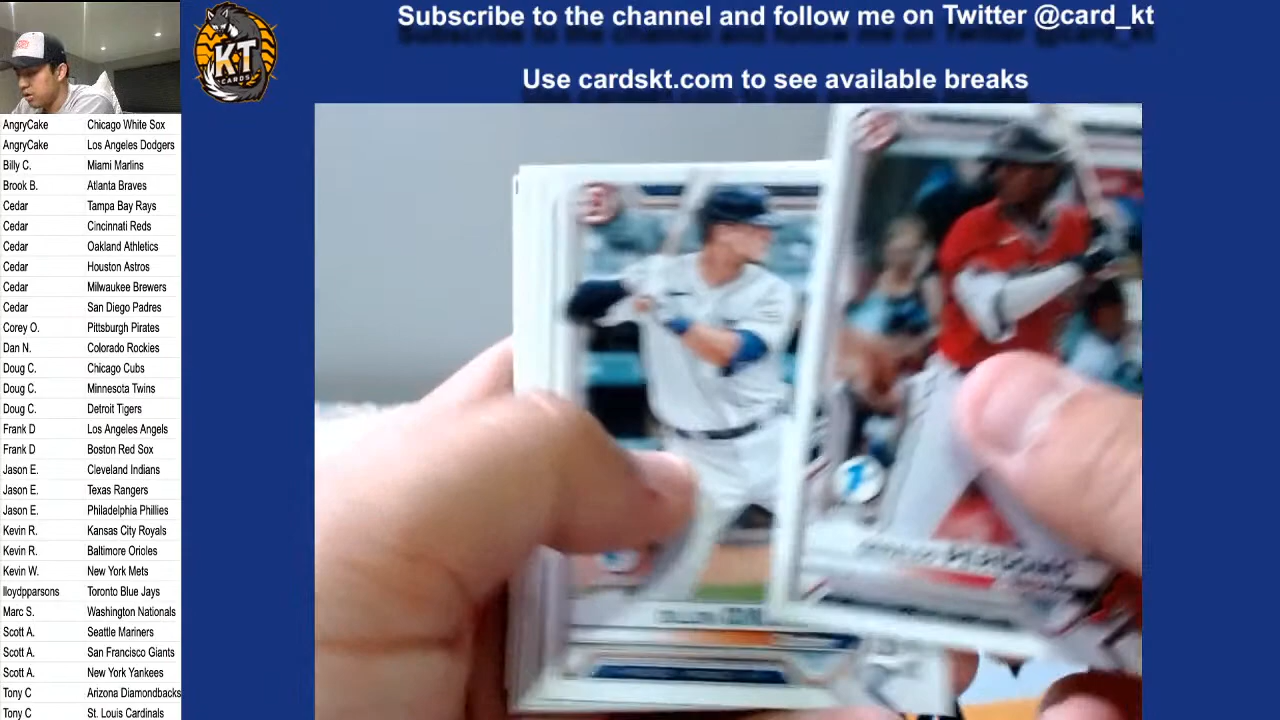 Subscribe to the channel and follow me on Twitter @card_kt
Use cardskt.com to see available breaks
KT
CARDS
AngryCake Chicago White Sox
AngryCake Los Angeles Dodgers
Billy C. Miami Marlins
Brook B. Atlanta Braves
Cedar Tampa Bay Rays
Cedar Cincinnati Reds
Cedar Oakland Athletics
Cedar Houston Astros
Cedar Milwaukee Brewers
Cedar San Diego Padres
Corey O. Pittsburgh Pirates
Dan N. Colorado Rockies
Doug C. Chicago Cubs
Doug C. Minnesota Twins
Doug C. Detroit Tigers
Frank D Los Angeles Angels
Frank D Boston Red Sox
Jason E. Cleveland Indians
Jason E. Texas Rangers
Jason E. Philadelphia Phillies
Kevin R. Kansas City Royals
Kevin R. Baltimore Orioles
Kevin W. New York Mets
lloydpparsons Toronto Blue Jays
Marc S. Washington Nationals
Scott A. Seattle Mariners
Scott A. San Francisco Giants
Scott A. New York Yankees
Tony C Arizona Diamondbacks
Tony C St. Louis Cardinals